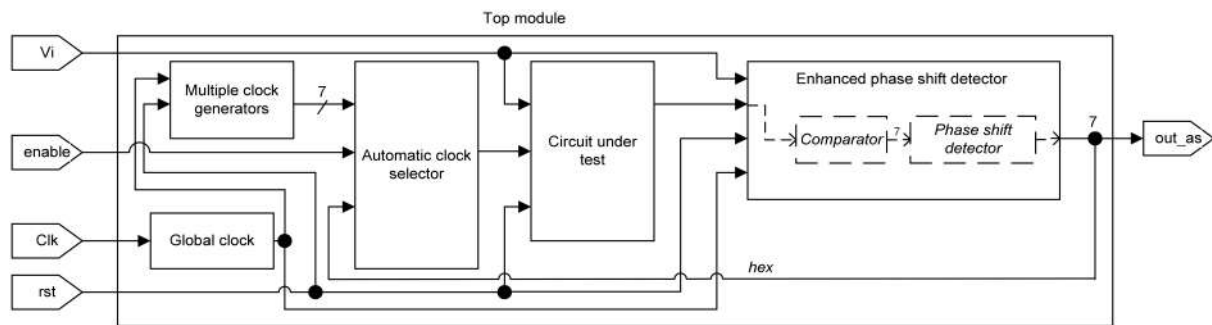 Top module
Vi
Multiple clock
generators
7
Enhanced phase shift detector
7
enable
Automatic clock
selector
Circuit under
test
Comparator
7
Phase shift
detector
out_as
Clk
Global clock
hex
rst